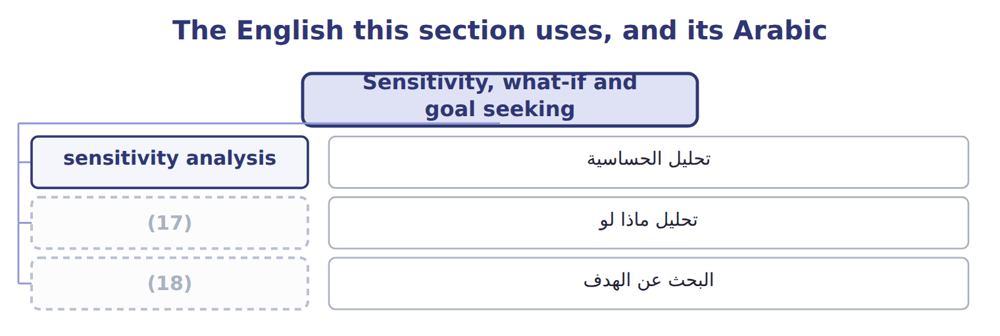 The English this section uses, and its Arabic
Sensitivity, what-if and
goal seeking
sensitivity analysis
تحليل الحساسية
(17)
تحليل ماذا لو
(18)
البحث عن الهدف